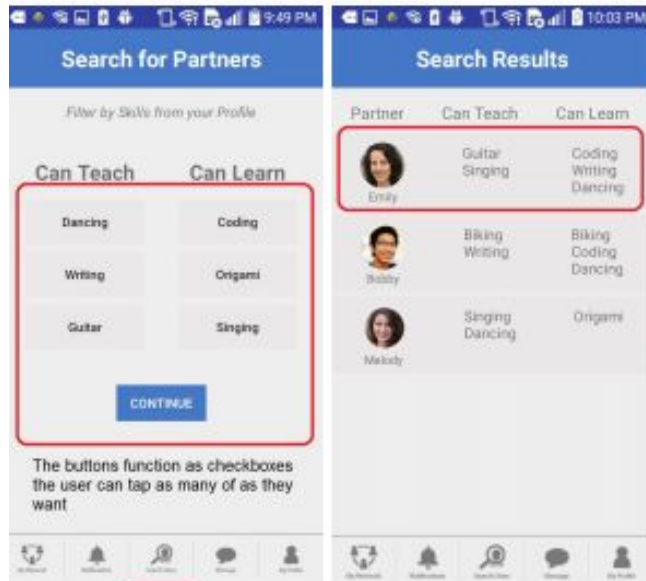 9:49 PM
Search for Partners
Filter by Skills from your Profile
Can Teach Can Learn
Dancing Coding
Writing Origami
Guitar Singing
CONTINUE
The buttons function as checkboxes
the user can tap as many of as they
want
10:03 PM
Search Results
Partner Can Teach Can Learn
Guitar Coding
Singing Writing
Dancing
Emily
Biking Biking
Writing Coding
Dancing
Bobby
Singing Origami
Dancing
Melody